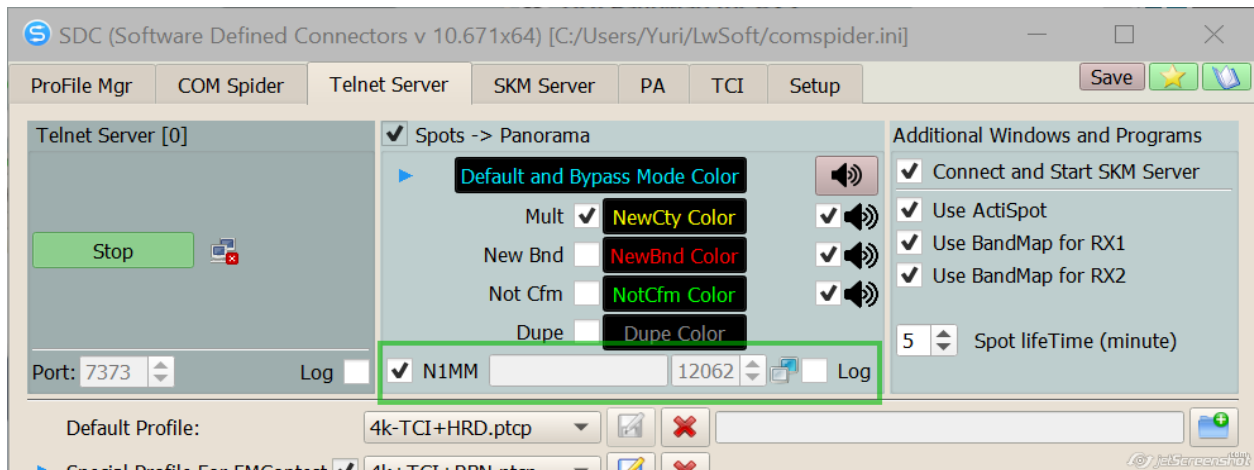 SDC (Software Defined Connectors v 10.671x64) [C:/Users/Yuri/LwSoft/comspider.ini]
ProFile Mgr COM Spider Telnet Server SKM Server PA TCI Setup Save
Telnet Server [0]
Stop
Port: 7373 Log
Spots -> Panorama
Default and Bypass Mode Color
Mult NewCty Color
New Bnd NewBnd Color
Not Cfm NotCfm Color
Dupe Dupe Color
N1MM 12062 Log
Additional Windows and Programs
Connect and Start SKM Server
Use ActiSpot
Use BandMap for RX1
Use BandMap for RX2
5 Spot lifeTime (minute)
Default Profile: 4k-TCI+HRD.ptcp
jetScreenshot